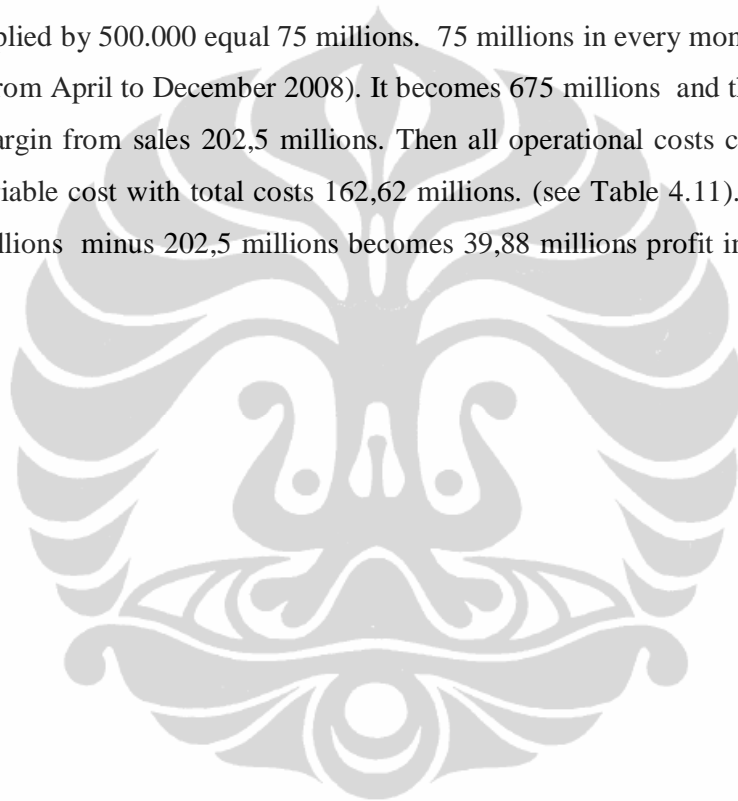 plied by 500.000 equal 75 millions. 75 millions in every mon
rom April to December 2008). It becomes 675 millions and t
argin from sales 202,5 millions. Then all operational costs c
riable cost with total costs 162,62 millions. (see Table 4.11).
illions minus 202,5 millions becomes 39,88 millions profit in